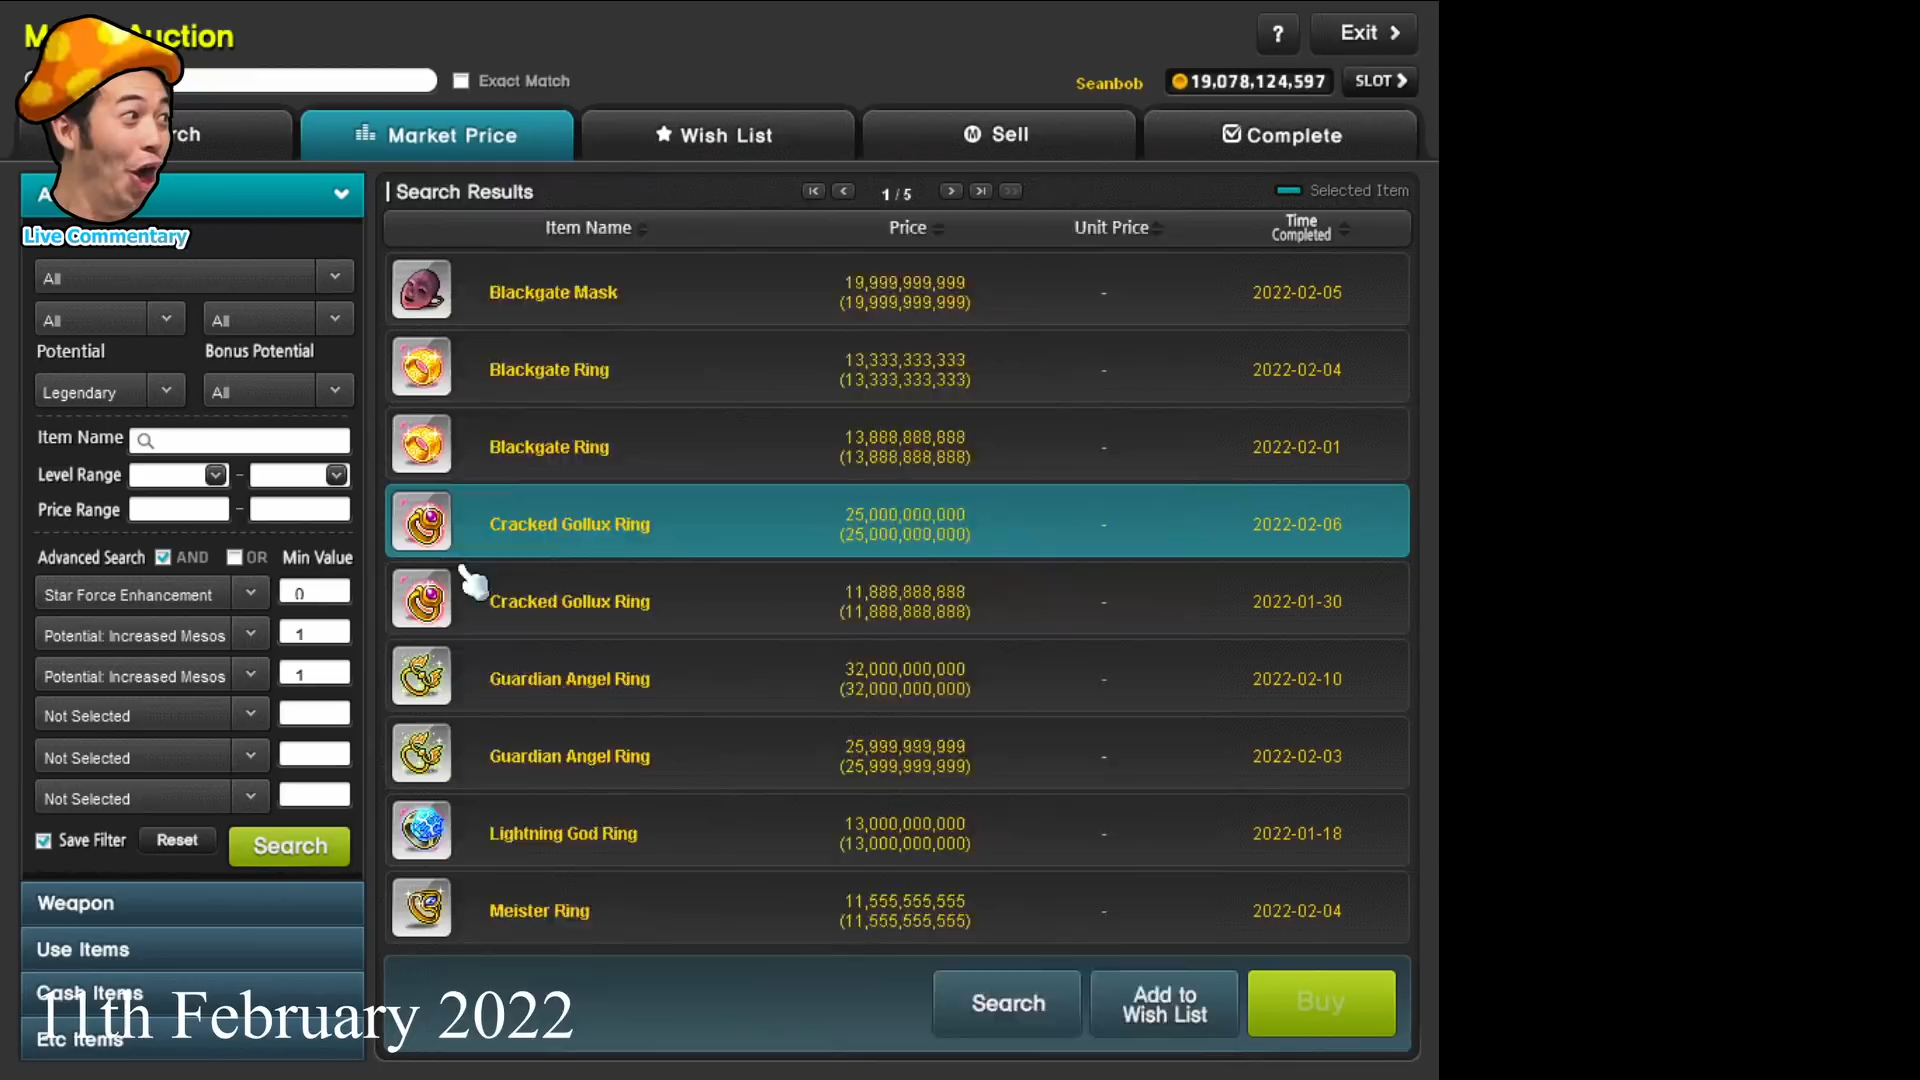 Auction
Exit
Exact Match
Seanbob
19,078,124,597
SLOT
Market Price
Wish List
Sell
Complete
Live Commentary
Search Results
1 / 5
Selected Item
Item Name
Price
Unit Price
Time Completed
All
All
All
Potential
Bonus Potential
Legendary
All
Item Name
Level Range
–
Price Range
–
Advanced Search
AND
OR
Min Value
Star Force Enhancement
0
Potential: Increased Mesos
1
Potential: Increased Mesos
1
Not Selected
Not Selected
Not Selected
Save Filter
Reset
Search
Weapon
Use Items
Cash Items
Etc Items
11th February 2022
Blackgate Mask
19,999,999,999
(19,999,999,999)
-
2022-02-05
Blackgate Ring
13,333,333,333
(13,333,333,333)
-
2022-02-04
Blackgate Ring
13,888,888,888
(13,888,888,888)
-
2022-02-01
Cracked Gollux Ring
25,000,000,000
(25,000,000,000)
-
2022-02-06
Cracked Gollux Ring
11,888,888,888
(11,888,888,888)
-
2022-01-30
Guardian Angel Ring
32,000,000,000
(32,000,000,000)
-
2022-02-10
Guardian Angel Ring
25,999,999,999
(25,999,999,999)
-
2022-02-03
Lightning God Ring
13,000,000,000
(13,000,000,000)
-
2022-01-18
Meister Ring
11,555,555,555
(11,555,555,555)
-
2022-02-04
Search
Add to
Wish List
Buy